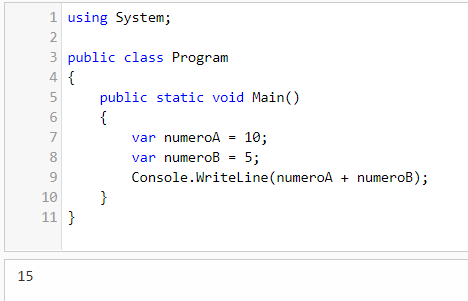 1 using System;
2
3 public class Program
4 {
5     public static void Main()
6     {
7         var numeroA = 10;
8         var numeroB = 5;
9         Console.WriteLine(numeroA + numeroB);
10     }
11 }
15